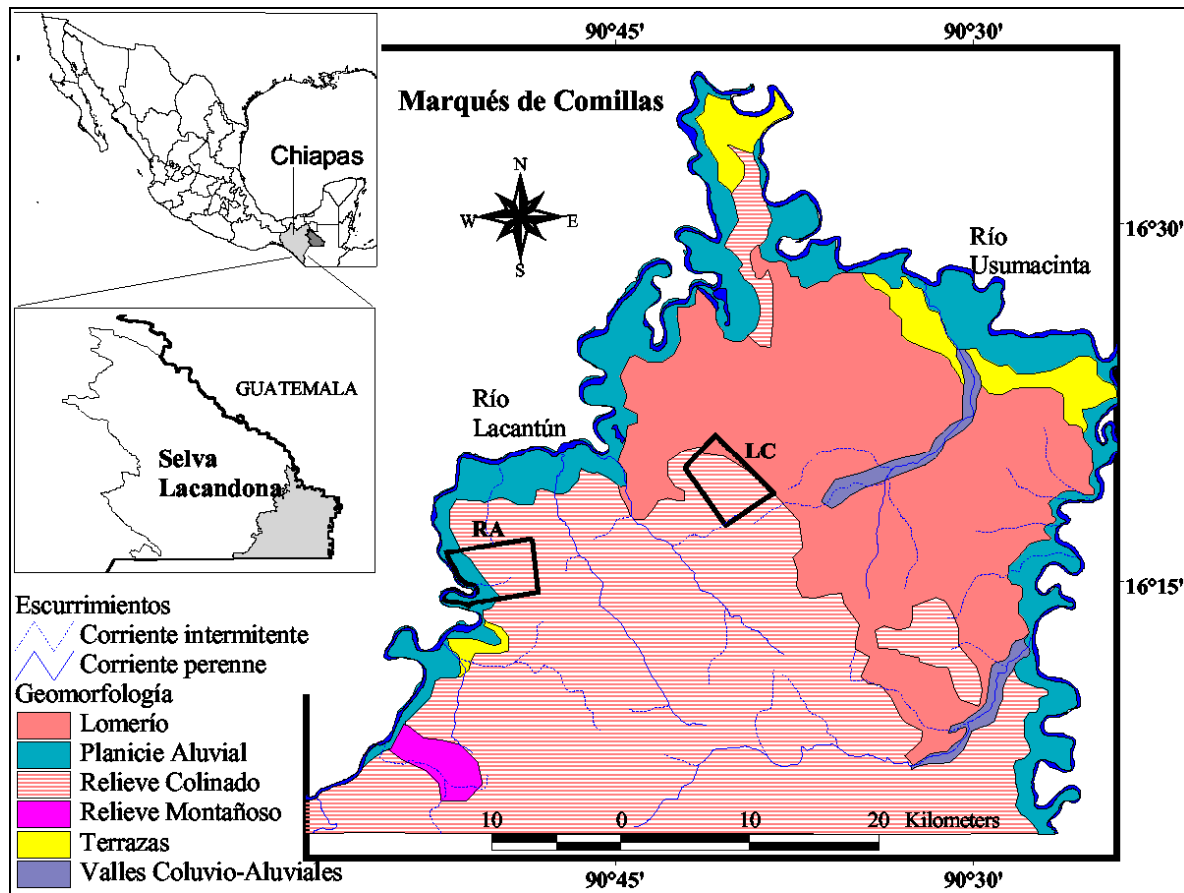 90°45'
90°30'
Marqués de Comillas
Chiapas
N
W
E
S
16°30'
Río
Usumacinta
GUATEMALA
Río
Lacantún
Selva
Lacandona
LC
RA
16°15'
Escurrimientos
Corriente intermitente
Corriente perenne
Geomorfología
Lomerío
Planicie Aluvial
Relieve Colinado
Relieve Montañoso
Terrazas
Valles Coluvio-Aluviales
10 0 10 20 Kilometers
90°45'
90°30'